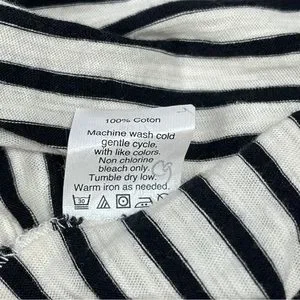 100% Coton
Machine wash cold
gentle cycle,
with like colors.
Non chlorine
bleach only.
Tumble dry low.
Warm iron as needed.
30